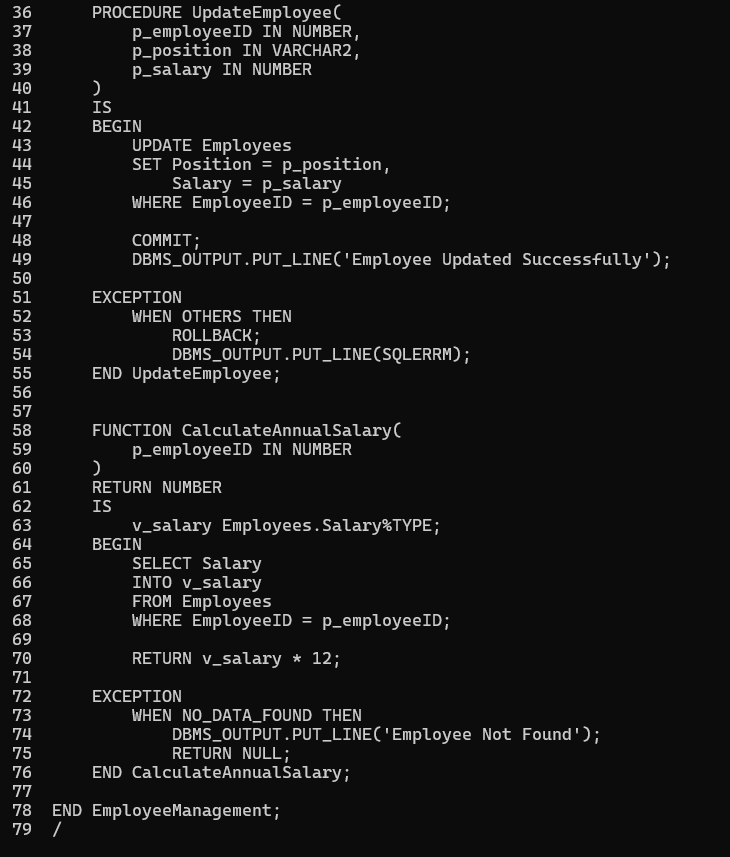 36      PROCEDURE UpdateEmployee(
37          p_employeeID IN NUMBER,
38          p_position IN VARCHAR2,
39          p_salary IN NUMBER
40      )
41      IS
42      BEGIN
43          UPDATE Employees
44          SET Position = p_position,
45              Salary = p_salary
46          WHERE EmployeeID = p_employeeID;
47
48          COMMIT;
49          DBMS_OUTPUT.PUT_LINE('Employee Updated Successfully');
50
51      EXCEPTION
52          WHEN OTHERS THEN
53              ROLLBACK;
54              DBMS_OUTPUT.PUT_LINE(SQLERRM);
55      END UpdateEmployee;
56
57
58      FUNCTION CalculateAnnualSalary(
59          p_employeeID IN NUMBER
60      )
61      RETURN NUMBER
62      IS
63          v_salary Employees.Salary%TYPE;
64      BEGIN
65          SELECT Salary
66          INTO v_salary
67          FROM Employees
68          WHERE EmployeeID = p_employeeID;
69
70          RETURN v_salary * 12;
71
72      EXCEPTION
73          WHEN NO_DATA_FOUND THEN
74              DBMS_OUTPUT.PUT_LINE('Employee Not Found');
75              RETURN NULL;
76      END CalculateAnnualSalary;
77
78  END EmployeeManagement;
79  /